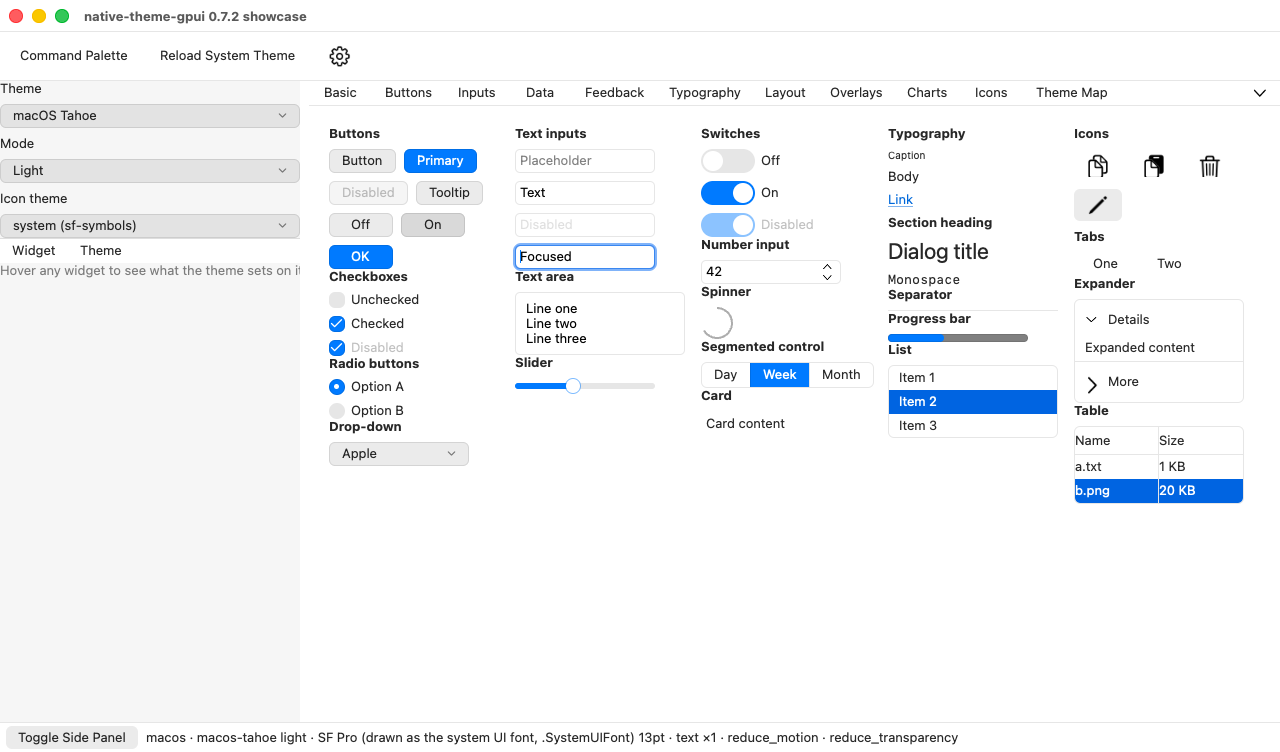 native-theme-gpui 0.7.2 showcase
Command Palette
Reload System Theme
Theme
macOS Tahoe
Mode
Light
Icon theme
system (sf-symbols)
Widget
Theme
Hover any widget to see what the theme sets on it
Basic
Buttons
Inputs
Data
Feedback
Typography
Layout
Overlays
Charts
Icons
Theme Map
Buttons
Button
Primary
Disabled
Tooltip
Off
On
OK
Checkboxes
Unchecked
Checked
Disabled
Radio buttons
Option A
Option B
Drop-down
Apple
Text inputs
Placeholder
Text
Disabled
Focused
Text area
Line one
Line two
Line three
Slider
Switches
Off
On
Disabled
Number input
42
Spinner
Segmented control
Day
Week
Month
Card
Card content
Typography
Caption
Body
Link
Section heading
Dialog title
Monospace
Separator
Progress bar
List
Item 1
Item 2
Item 3
Icons
Tabs
One
Two
Expander
Details
Expanded content
More
Table
Name
Size
a.txt
1 KB
b.png
20 KB
Toggle Side Panel
macos · macos-tahoe light · SF Pro (drawn as the system UI font, .SystemUIFont) 13pt · text ×1 · reduce_motion · reduce_transparency